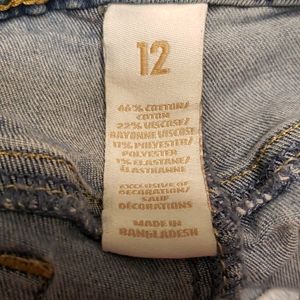 12
66% COTTON/
COTON
22% VISCOSE/
RAYONNE VISCOSE
11% POLYESTER/
POLYESTER
1% ELASTANE/
ELASTHANNE
EXCLUSIVE OF
DECORATION/
SAUF
DÉCORATIONS
MADE IN
BANGLADESH